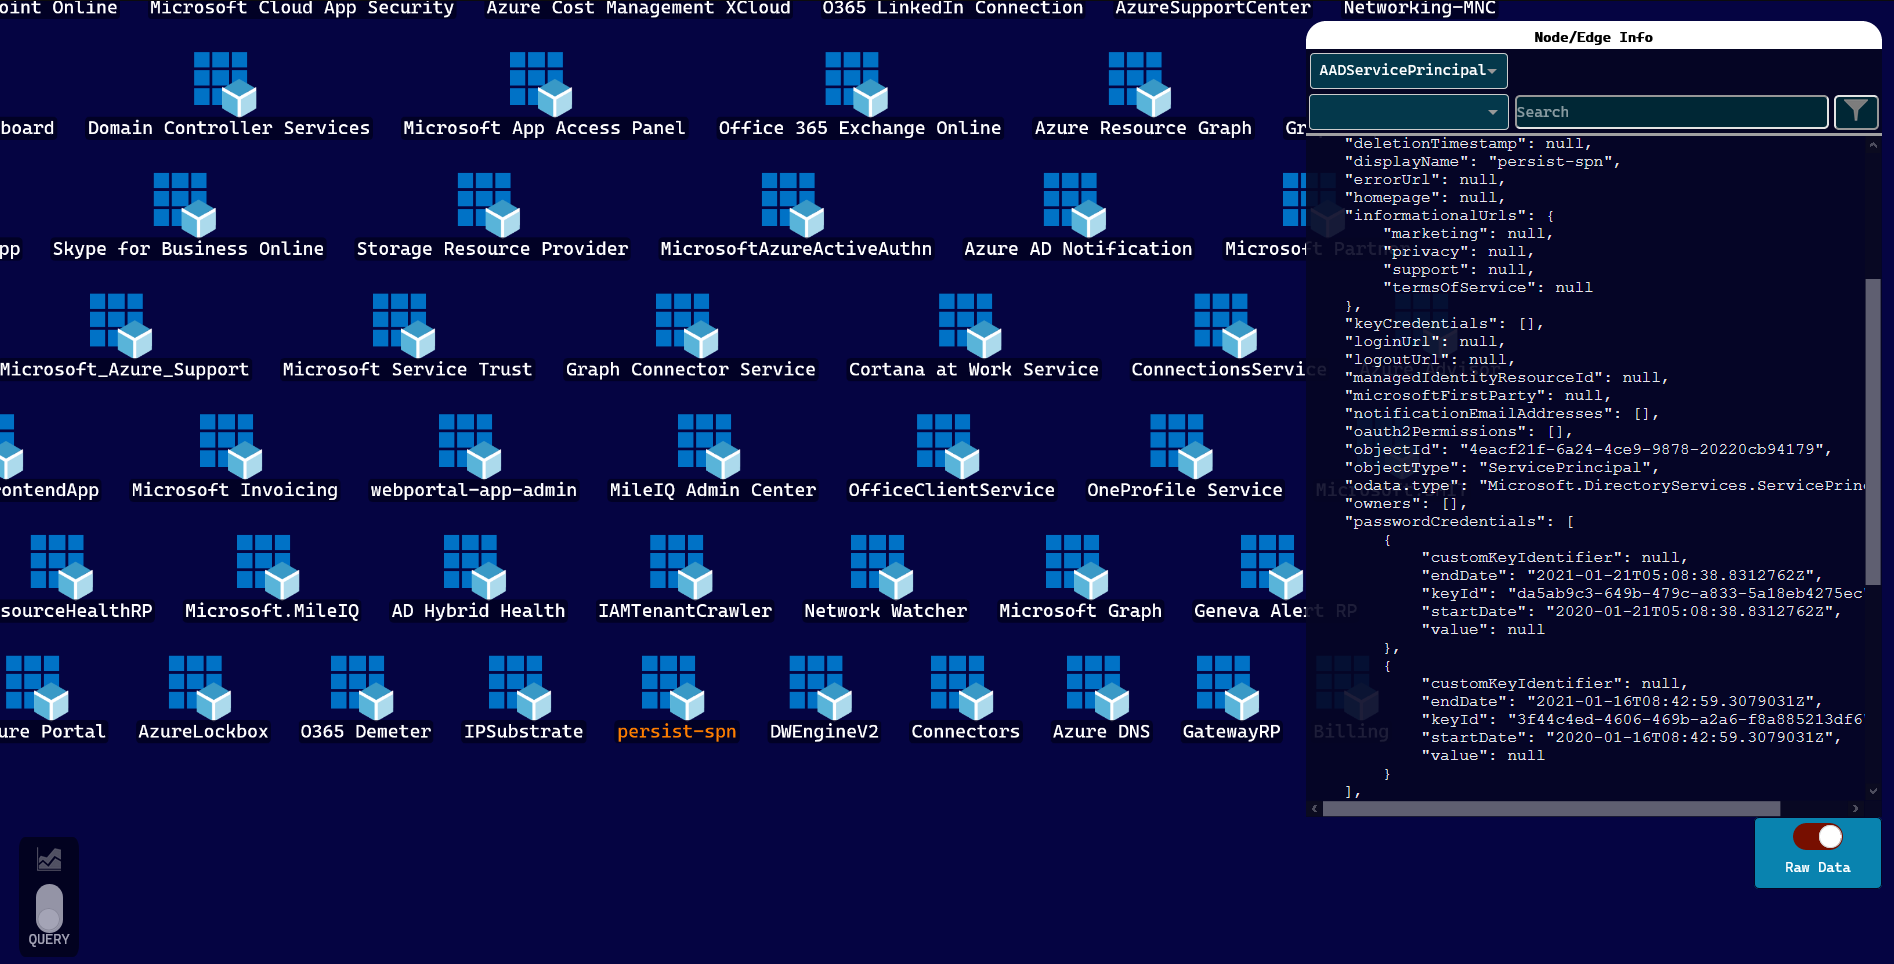 oint Online Microsoft Cloud App Security Azure Cost Management XCloud O365 LinkedIn Connection AzureSupportCenter Networking-MNC
board Domain Controller Services Microsoft App Access Panel Office 365 Exchange Online Azure Resource Graph Gr
pp Skype for Business Online Storage Resource Provider MicrosoftAzureActiveAuthn Azure AD Notification Microsoft Partn
Microsoft_Azure_Support Microsoft Service Trust Graph Connector Service Cortana at Work Service ConnectionsService Azure Advisor
rontendApp Microsoft Invoicing webportal-app-admin MileIQ Admin Center OfficeClientService OneProfile Service
sourceHealthRP Microsoft.MileIQ AD Hybrid Health IAMTenantCrawler Network Watcher Microsoft Graph Geneva Alert RP
ure Portal AzureLockbox O365 Demeter IPSubstrate persist-spn DWEngineV2 Connectors Azure DNS GatewayRP Billing
QUERY
Node/Edge Info
AADServicePrincipal
Search
"deletionTimestamp": null,
"displayName": "persist-spn",
"errorUrl": null,
"homepage": null,
"informationalUrls": {
"marketing": null,
"privacy": null,
"support": null,
"termsOfService": null
},
"keyCredentials": [],
"loginUrl": null,
"logoutUrl": null,
"managedIdentityResourceId": null,
"microsoftFirstParty": null,
"notificationEmailAddresses": [],
"oauth2Permissions": [],
"objectId": "4eacf21f-6a24-4ce9-9878-20220cb94179",
"objectType": "ServicePrincipal",
"odata.type": "Microsoft.DirectoryServices.ServicePrin
"owners": [],
"passwordCredentials": [
{
"customKeyIdentifier": null,
"endDate": "2021-01-21T05:08:38.8312762Z",
"keyId": "da5ab9c3-649b-479c-a833-5a18eb4275ec
"startDate": "2020-01-21T05:08:38.8312762Z",
"value": null
},
{
"customKeyIdentifier": null,
"endDate": "2021-01-16T08:42:59.3079031Z",
"keyId": "3f44c4ed-4606-469b-a2a6-f8a885213df6
"startDate": "2020-01-16T08:42:59.3079031Z",
"value": null
}
],
Raw Data